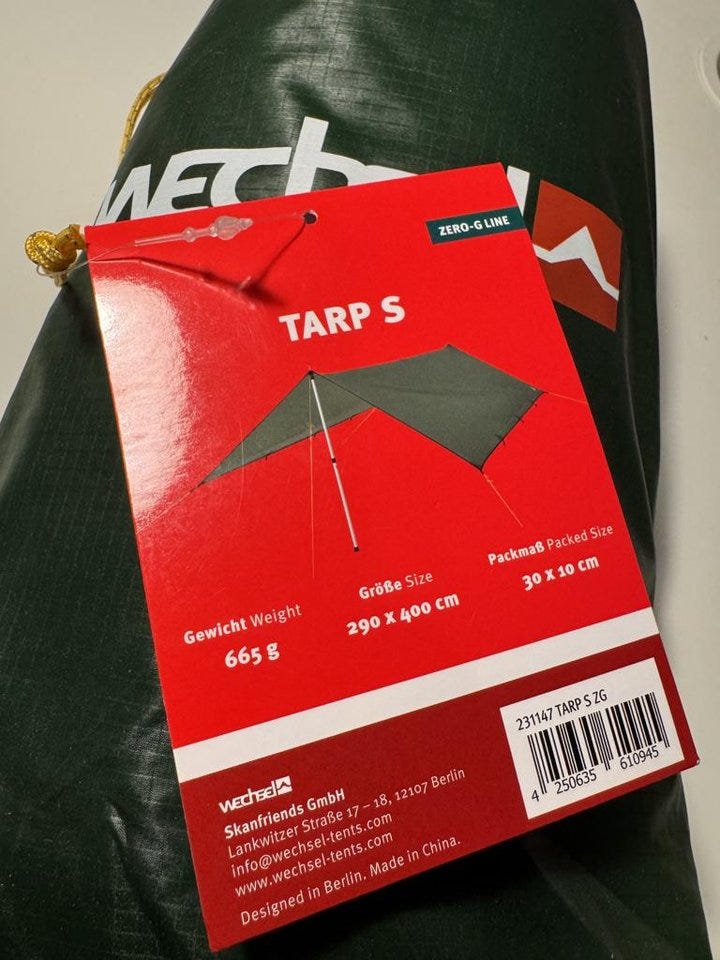 wechsel
ZERO-G LINE
TARP S
Gewicht Weight
665 g
Größe Size
290 x 400 cm
Packmaß Packed Size
30 x 10 cm
231147 TARP S ZG
4 250635 610945
wechsel
Skanfriends GmbH
Lankwitzer Straße 17 – 18, 12107 Berlin
info@wechsel-tents.com
www.wechsel-tents.com
Designed in Berlin. Made in China.